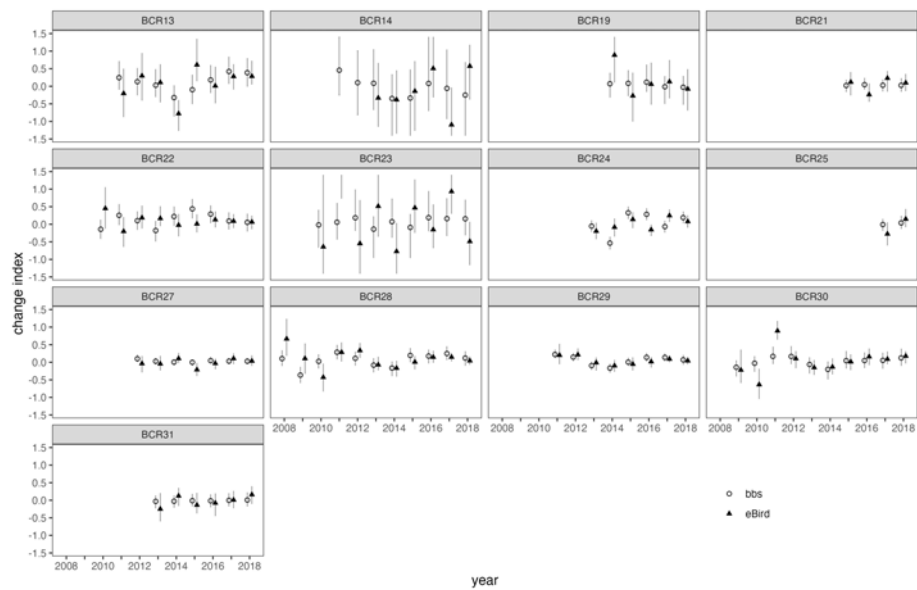 BCR13 BCR14 BCR19 BCR21
1.5
1.0
0.5
0.0
-0.5
-1.0
-1.5
BCR22 BCR23 BCR24 BCR25
1.5
1.0
0.5
0.0
-0.5
-1.0
-1.5
change index
BCR27 BCR28 BCR29 BCR30
1.5
1.0
0.5
0.0
-0.5
-1.0
-1.5
2008 2010 2012 2014 2016 2018 2008 2010 2012 2014 2016 2018 2008 2010 2012 2014 2016 2018
BCR31
1.5
1.0
0.5
0.0
-0.5
-1.0
-1.5
2008 2010 2012 2014 2016 2018
bbs
eBird
year